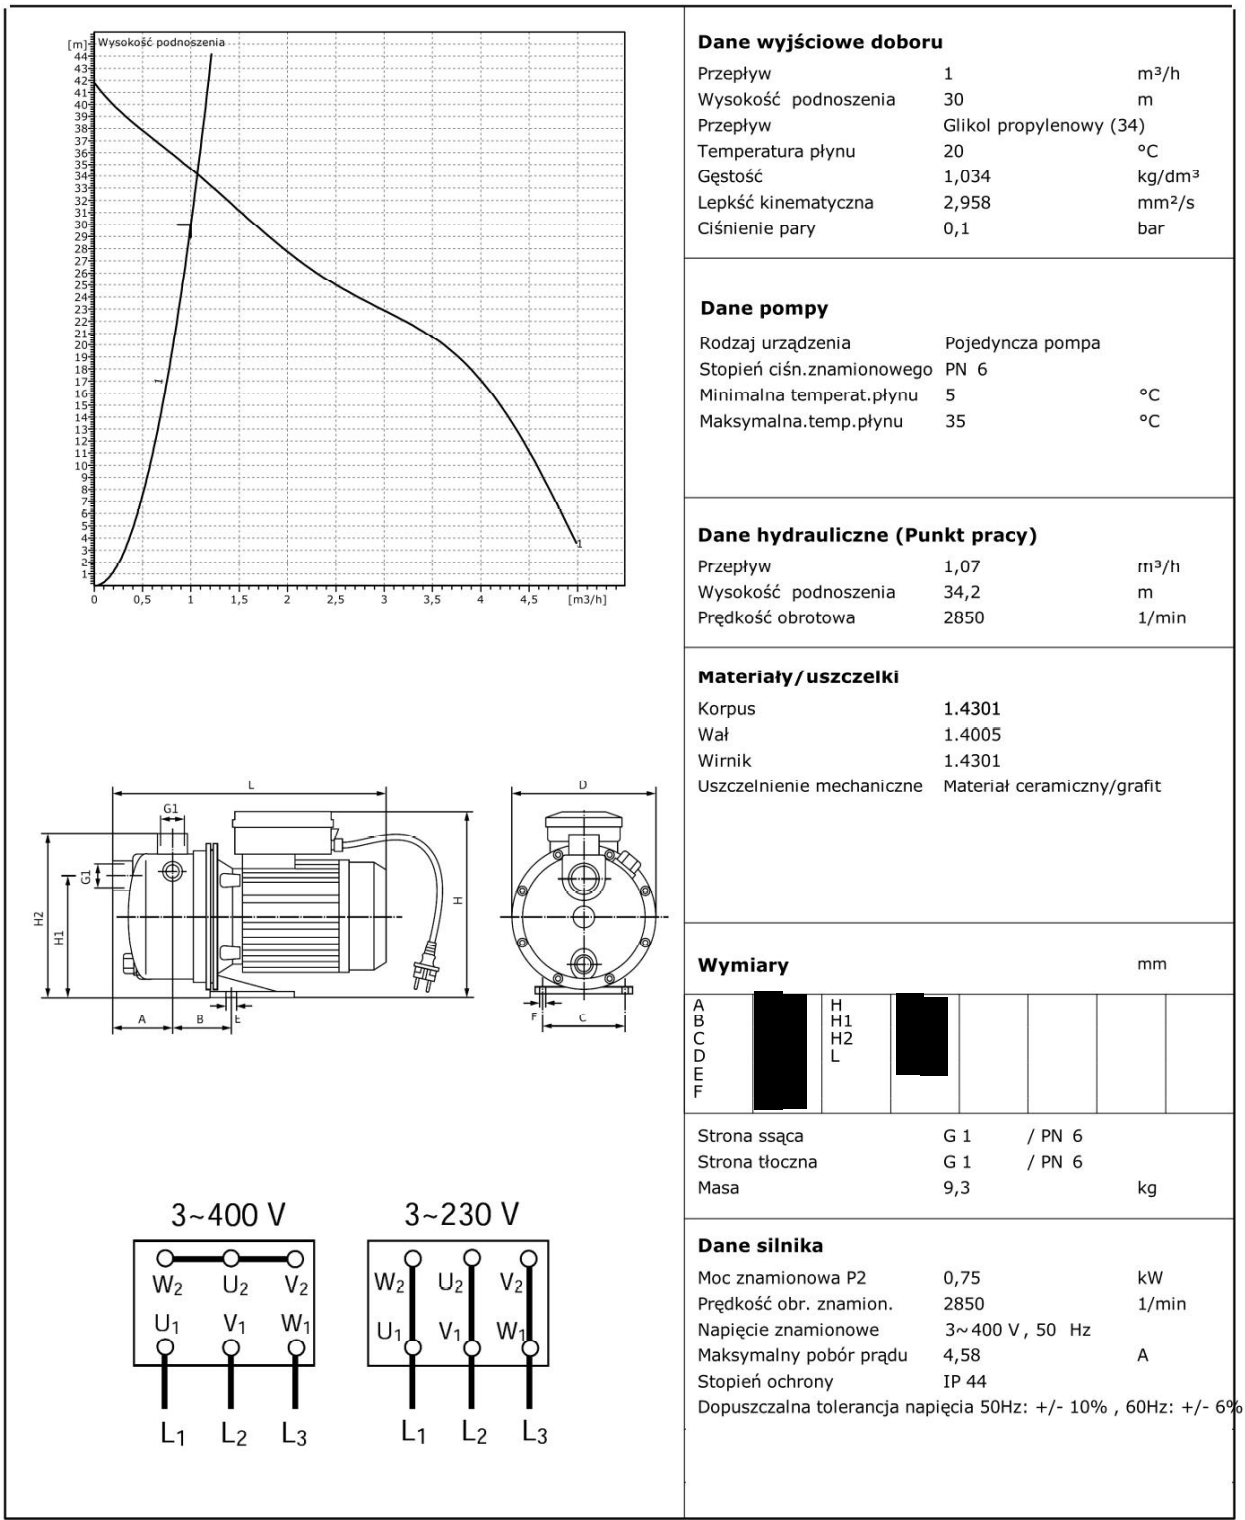 [m] Wysokość podnoszenia
44
43
42
41
40
39
38
37
36
35
34
33
32
31
30
29
28
27
26
25
24
23
22
21
20
19
18
17
16
15
14
13
12
11
10
9
8
7
6
5
4
3
2
1
1
1
0 0,5 1 1,5 2 2,5 3 3,5 4 4,5 [m3/h]
L
G1
G1
H2
H1
H
A B E
D
F C
3~400 V
W2 U2 V2
U1 V1 W1
L1 L2 L3
3~230 V
W2 U2 V2
U1 V1 W1
L1 L2 L3
Dane wyjściowe doboru
Przepływ 1 m³/h
Wysokość podnoszenia 30 m
Przepływ Glikol propylenowy (34)
Temperatura płynu 20 °C
Gęstość 1,034 kg/dm³
Lepkść kinematyczna 2,958 mm²/s
Ciśnienie pary 0,1 bar
Dane pompy
Rodzaj urządzenia Pojedyncza pompa
Stopień ciśn.znamionowego PN 6
Minimalna temperat.płynu 5 °C
Maksymalna.temp.płynu 35 °C
Dane hydrauliczne (Punkt pracy)
Przepływ 1,07 m³/h
Wysokość podnoszenia 34,2 m
Prędkość obrotowa 2850 1/min
Materiały/uszczelki
Korpus 1.4301
Wał 1.4005
Wirnik 1.4301
Uszczelnienie mechaniczne Materiał ceramiczny/grafit
Wymiary mm
A H
B H1
C H2
D L
E
F
Strona ssąca G 1 / PN 6
Strona tłoczna G 1 / PN 6
Masa 9,3 kg
Dane silnika
Moc znamionowa P2 0,75 kW
Prędkość obr. znamion. 2850 1/min
Napięcie znamionowe 3~400 V, 50 Hz
Maksymalny pobór prądu 4,58 A
Stopień ochrony IP 44
Dopuszczalna tolerancja napięcia 50Hz: +/- 10% , 60Hz: +/- 6%